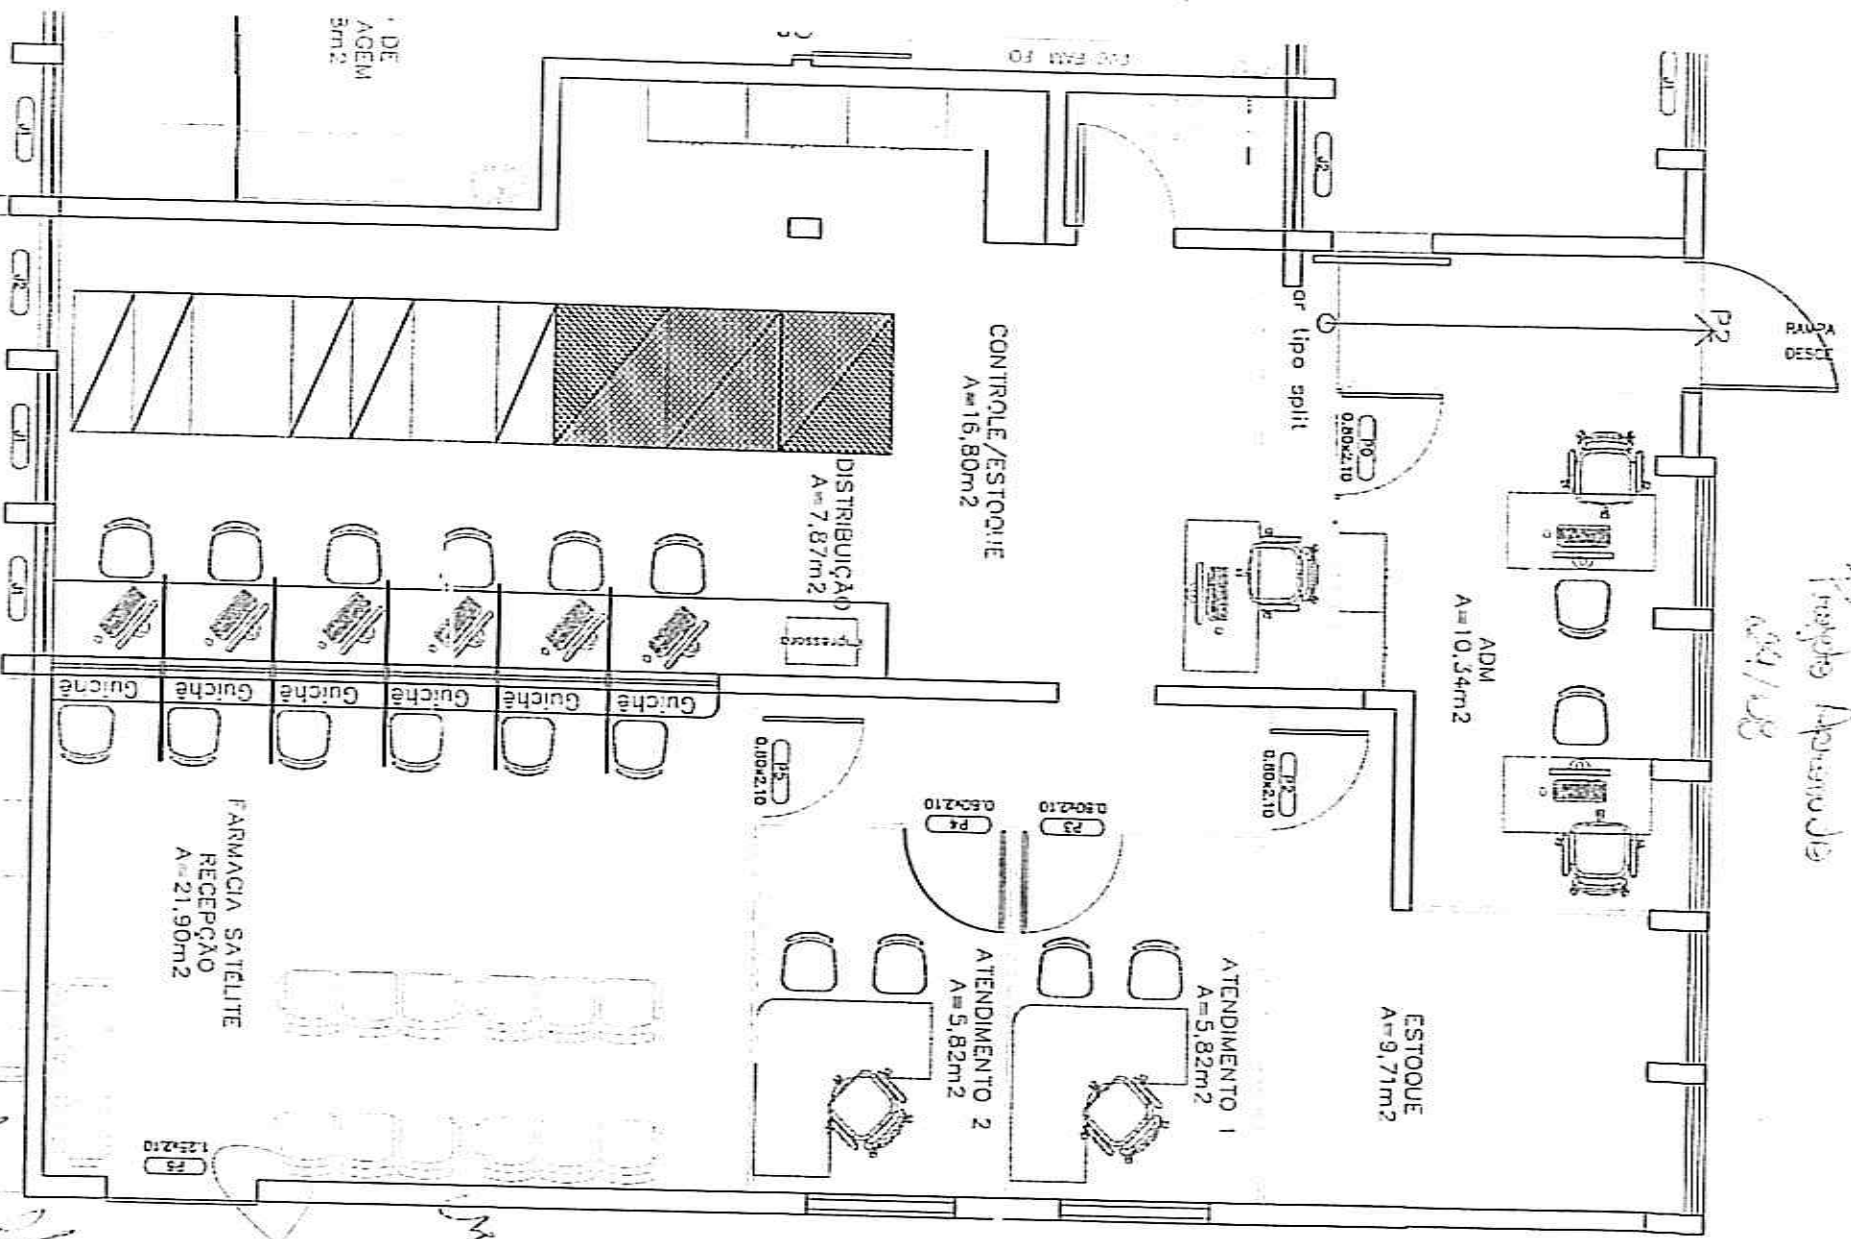 DE
AGEM
J1
J2
J1
J1
J2
J1
ar tipo split
P2
RAMPA
DESCE
CONTROLE/ESTOQUE
A=16,80m2
DISTRIBUIÇÃO
A=7,87m2
Impressora
P0
0.80x2.10
ADM
A=10,34m2
Guichê
Guichê
Guichê
Guichê
Guichê
Guichê
P5
0.80x2.10
P2
0.80x2.10
P4
0.60x2.10
P3
0.60x2.10
FARMACIA SATÉLITE
RECEPÇÃO
A=21,90m2
ATENDIMENTO 2
A=5,82m2
ATENDIMENTO 1
A=5,82m2
ESTOQUE
A=9,71m2
P5
1.25x2.10